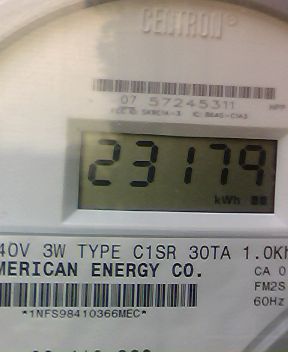 CENTRON®
07 57245311
23179
kWh
40V 3W TYPE C1SR 30TA 1.0Kh
MERICAN ENERGY CO.
CA 0
FM2S
60Hz
*1NFS98410366MEC*